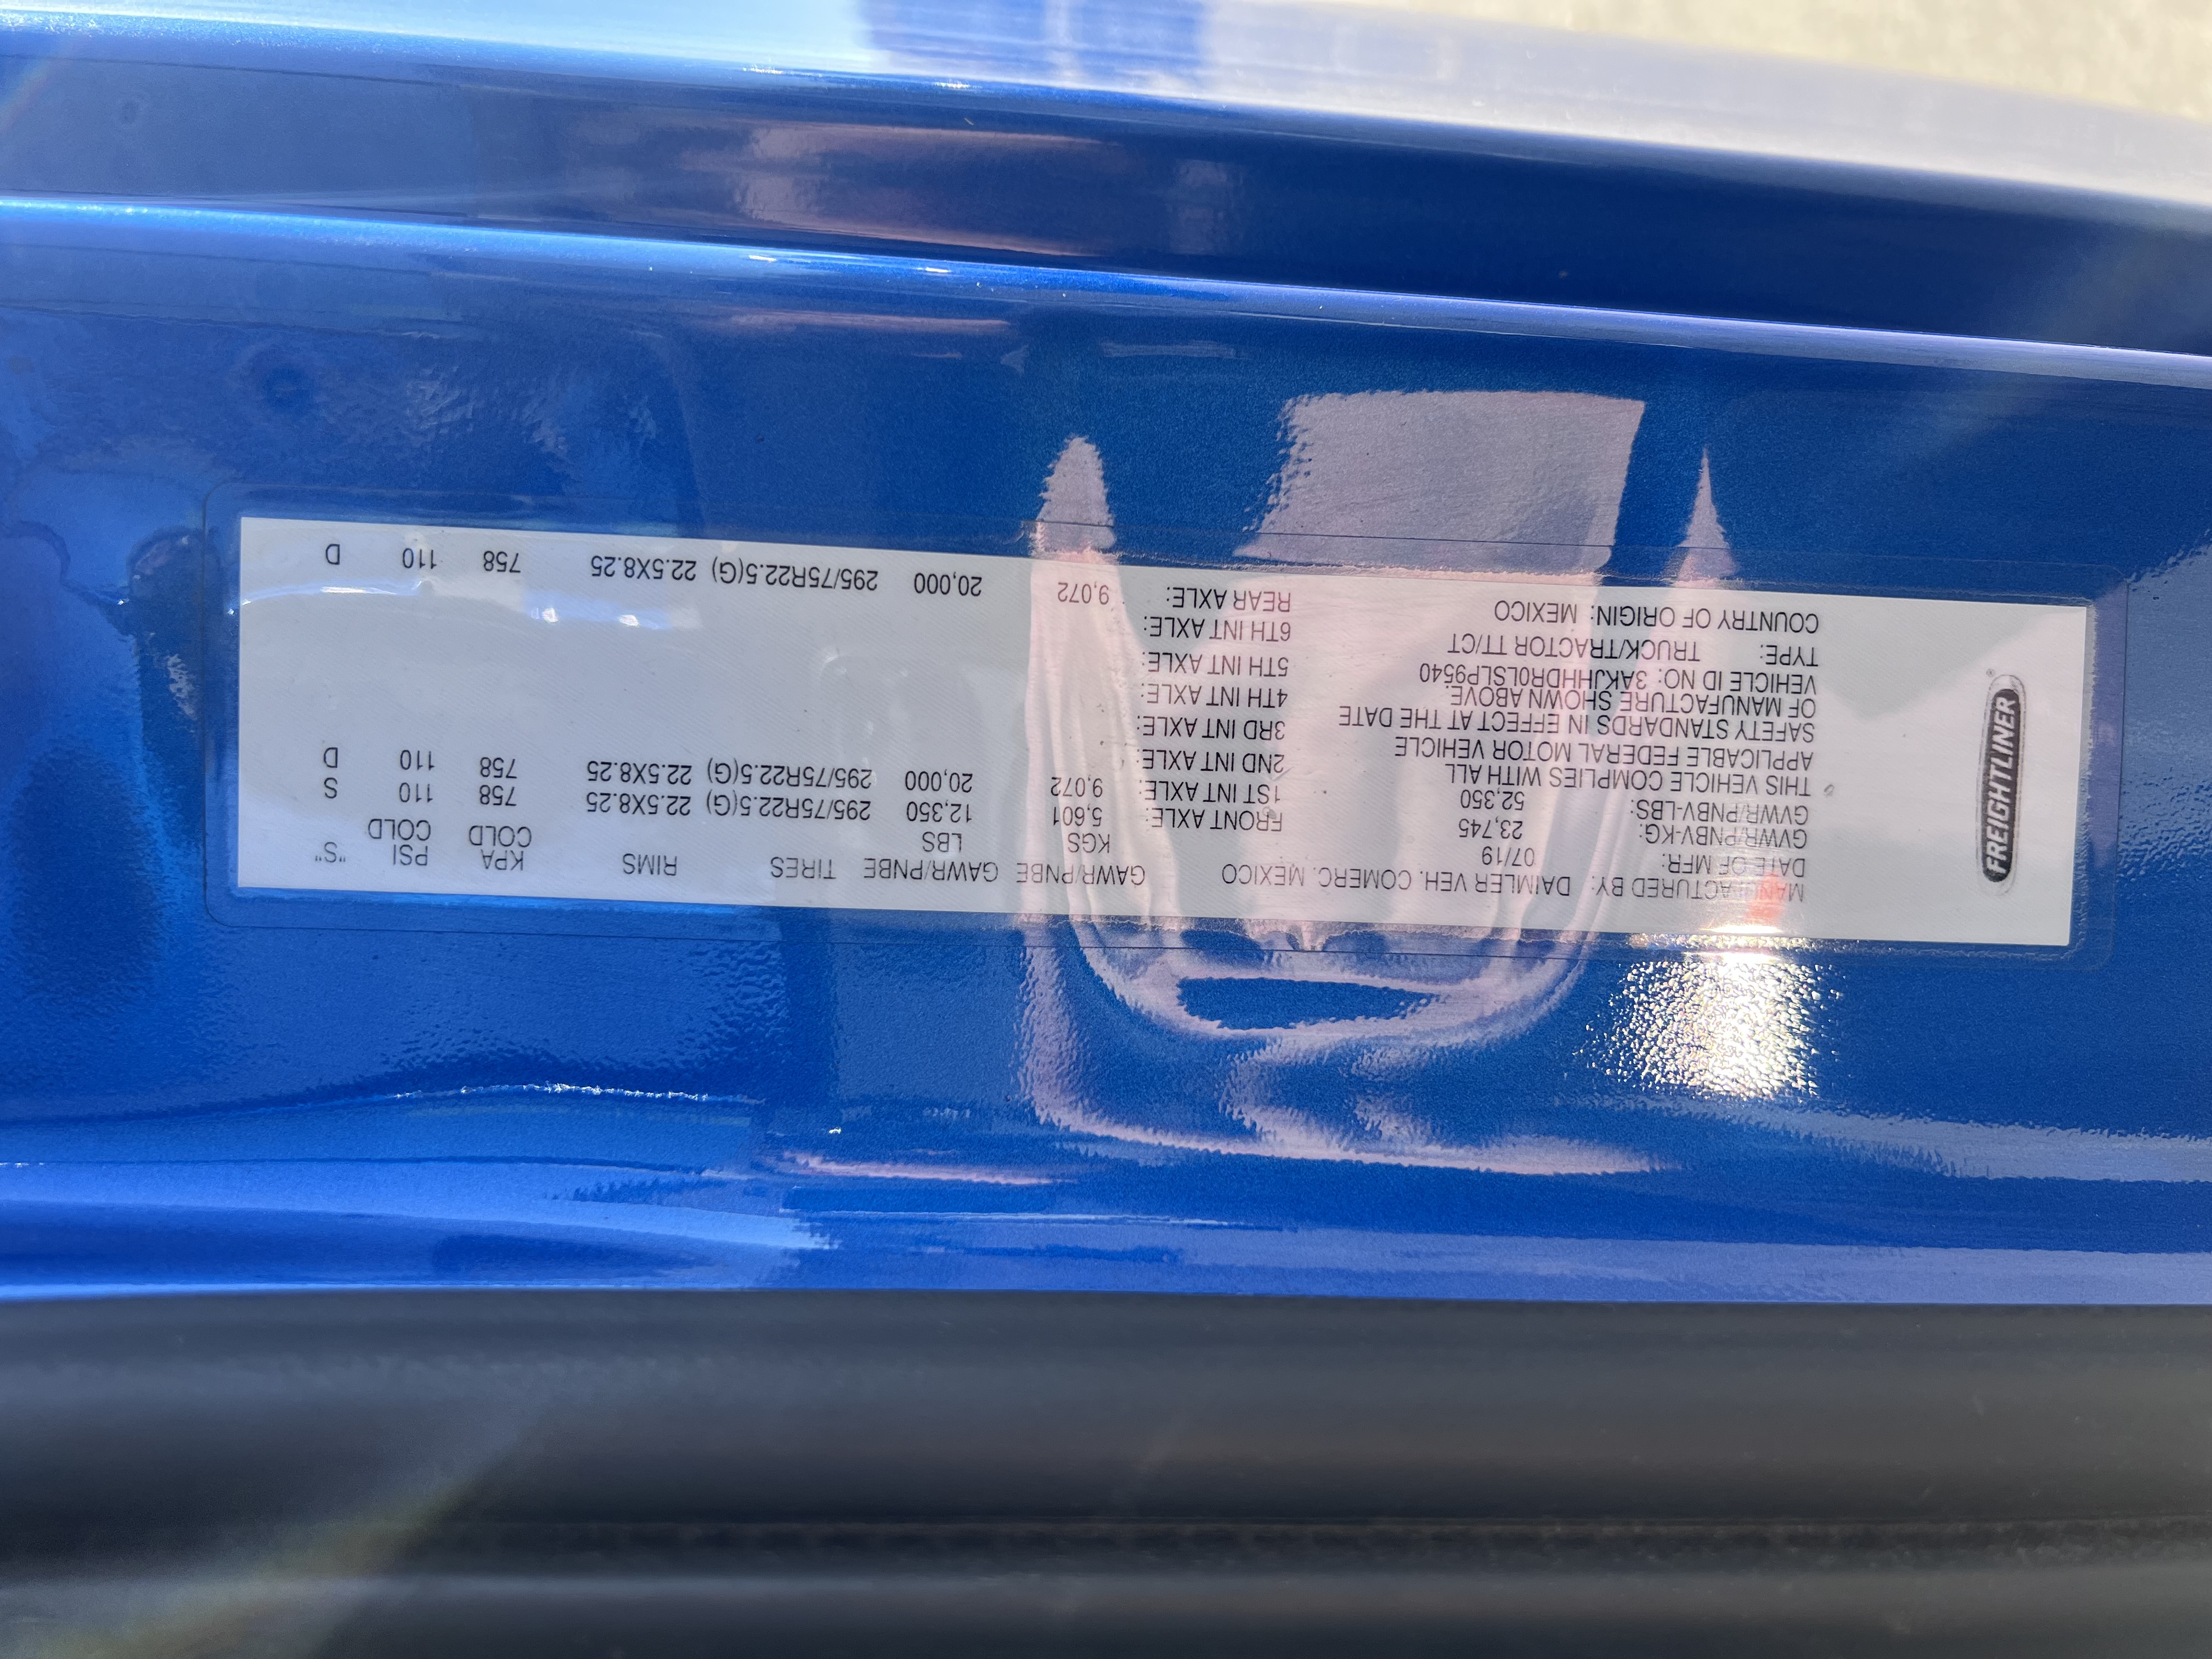 FREIGHTLINER
MANUFACTURED BY: DAIMLER VEH. COMERC. MEXICO
DATE OF MFR: 07/19
GVWR/PNBV-KG: 23,745
GVWR/PNBV-LBS: 52,350
THIS VEHICLE COMPLIES WITH ALL
APPLICABLE FEDERAL MOTOR VEHICLE
SAFETY STANDARDS IN EFFECT AT THE DATE
OF MANUFACTURE SHOWN ABOVE.
VEHICLE ID NO: 3AKJHHDR0LSLP9540
TYPE: TRUCK/TRACTOR TT/CT
COUNTRY OF ORIGIN: MEXICO
GAWR/PNBE GAWR/PNBE TIRES RIMS KPA PSI "S"
KGS LBS COLD COLD
FRONT AXLE: 5,601 12,350 295/75R22.5(G) 22.5X8.25 758 110 S
1ST INT AXLE: 9,072 20,000 295/75R22.5(G) 22.5X8.25 758 110 D
2ND INT AXLE:
3RD INT AXLE:
4TH INT AXLE:
5TH INT AXLE:
6TH INT AXLE:
REAR AXLE: 9,072 20,000 295/75R22.5(G) 22.5X8.25 758 110 D